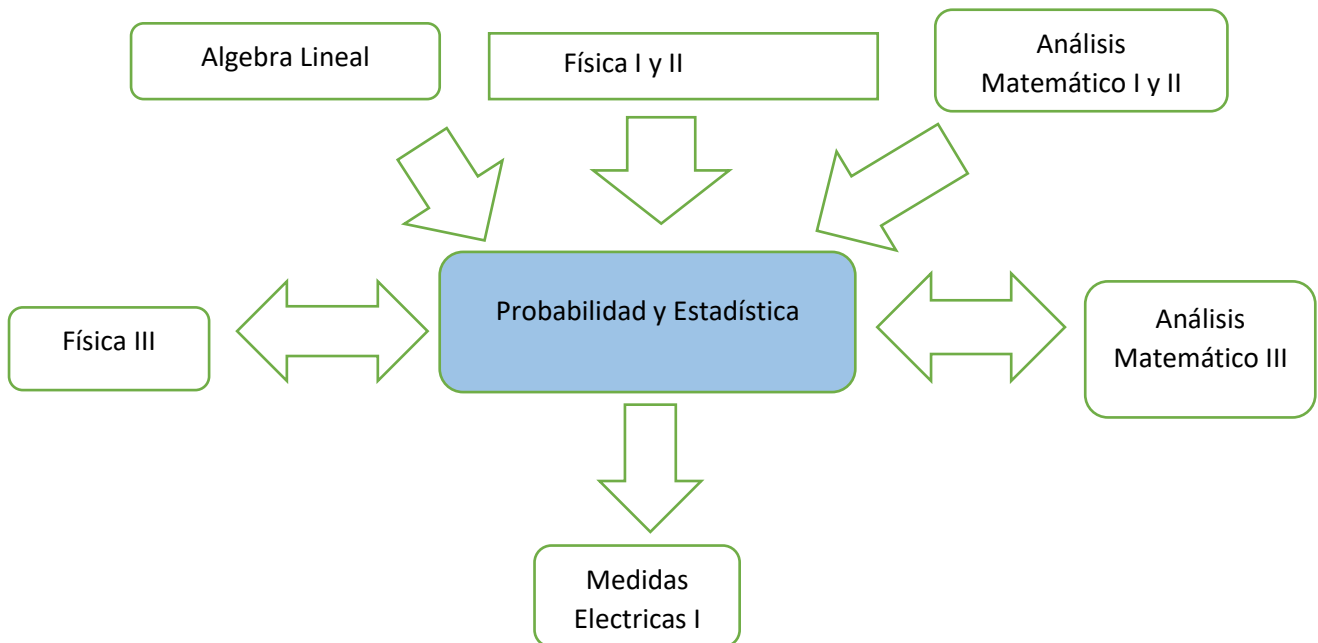 Algebra Lineal
Física I y II
Análisis
Matemático I y II
Probabilidad y Estadística
Física III
Análisis
Matemático III
Medidas
Electricas I